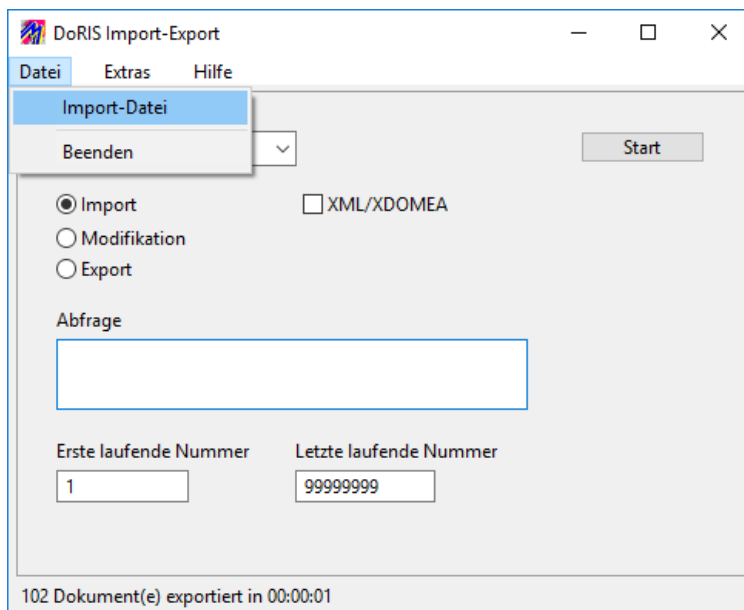 DoRIS Import-Export
Datei Extras Hilfe
Import-Datei
Beenden
Start
Import XML/XDOMEA
Modifikation
Export
Abfrage
Erste laufende Nummer Letzte laufende Nummer
1 99999999
102 Dokument(e) exportiert in 00:00:01